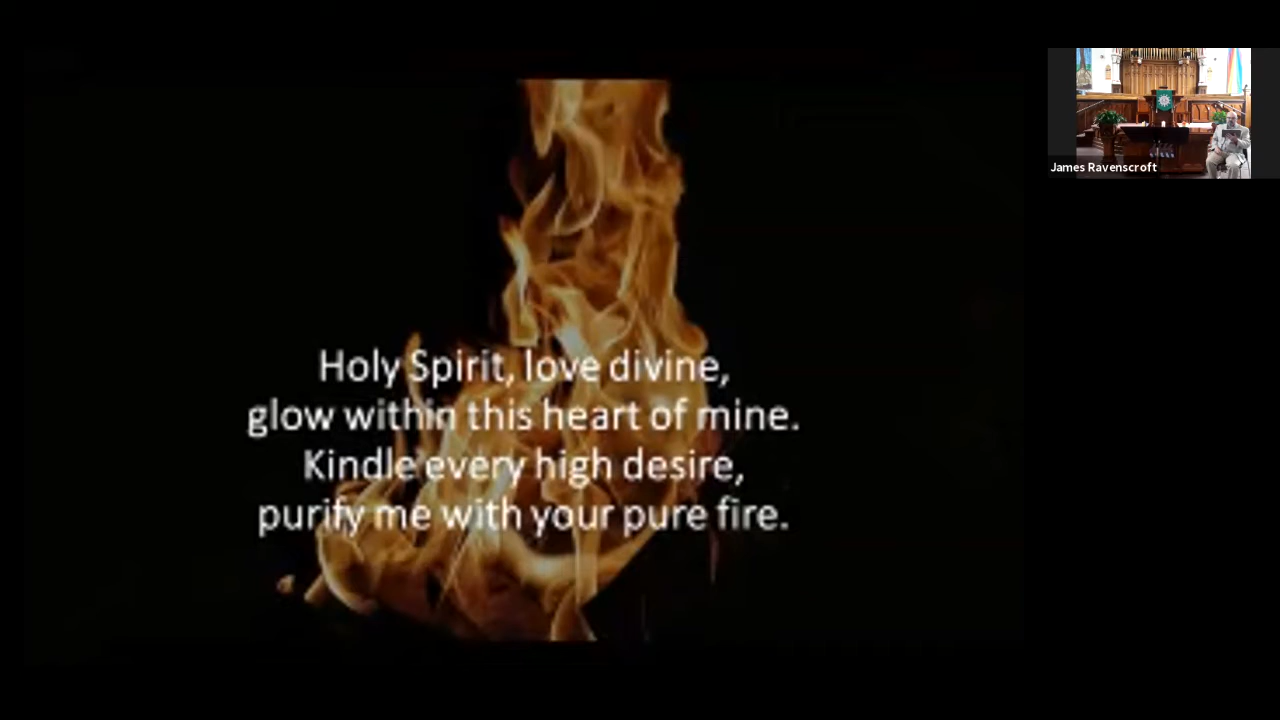 Holy Spirit, love divine,
glow within this heart of mine.
Kindle every high desire,
purify me with your pure fire.
James Ravenscroft